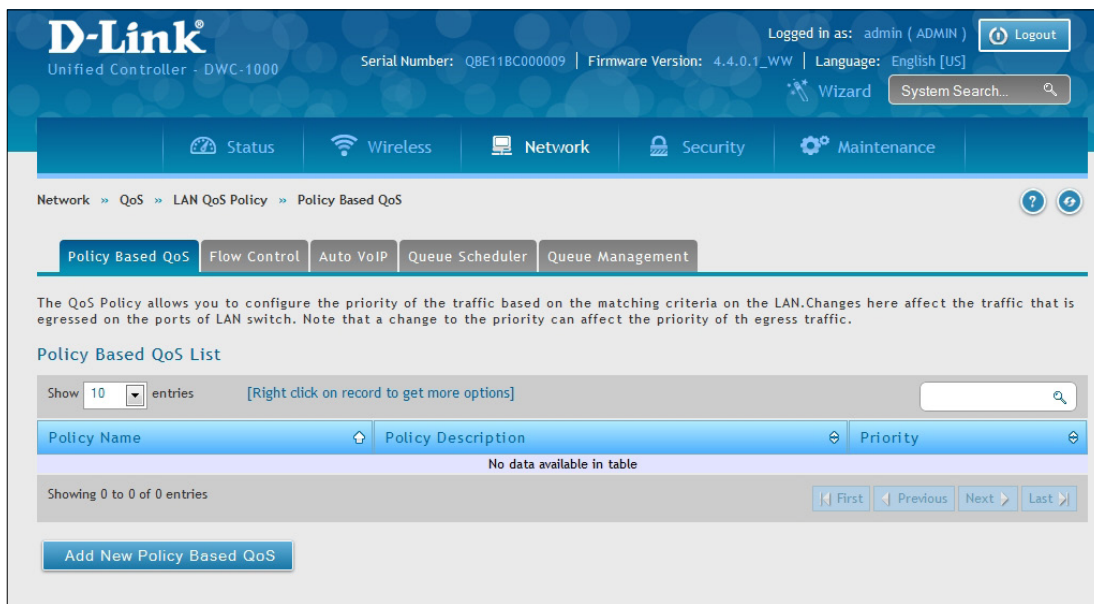 D-Link®
Unified Controller - DWC-1000
Logged in as: admin ( ADMIN ) Logout
Serial Number: QBE11BC000009 | Firmware Version: 4.4.0.1_WW | Language: English [US]
Wizard System Search...
Status Wireless Network Security Maintenance
Network » QoS » LAN QoS Policy » Policy Based QoS ?
Policy Based QoS Flow Control Auto VoIP Queue Scheduler Queue Management
The QoS Policy allows you to configure the priority of the traffic based on the matching criteria on the LAN.Changes here affect the traffic that is
egressed on the ports of LAN switch. Note that a change to the priority can affect the priority of th egress traffic.
Policy Based QoS List
Show 10 entries [Right click on record to get more options]
Policy Name Policy Description Priority
No data available in table
Showing 0 to 0 of 0 entries First Previous Next Last
Add New Policy Based QoS